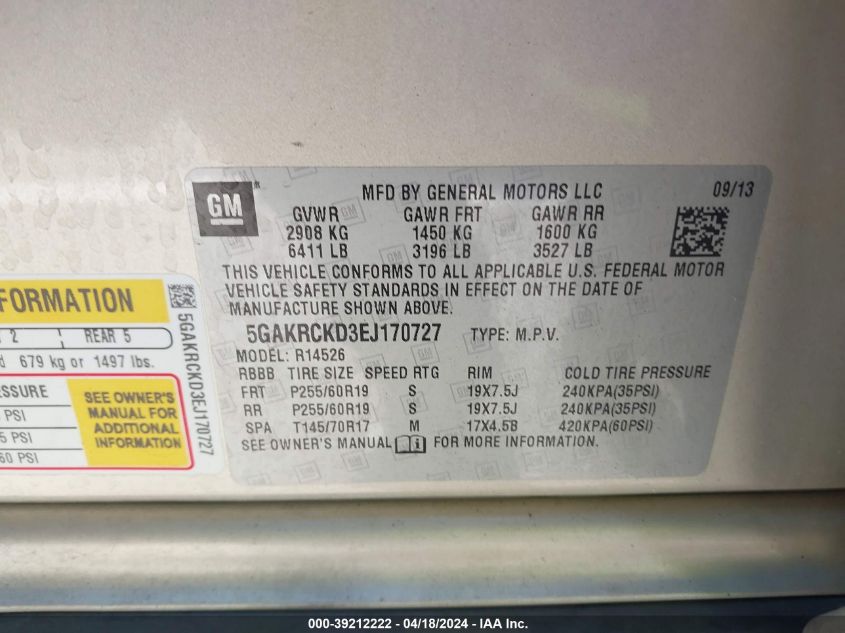 GM
MFD BY GENERAL MOTORS LLC 09/13
GVWR GAWR FRT GAWR RR
2908 KG 1450 KG 1600 KG
6411 LB 3196 LB 3527 LB
THIS VEHICLE CONFORMS TO ALL APPLICABLE U.S. FEDERAL MOTOR
VEHICLE SAFETY STANDARDS IN EFFECT ON THE DATE OF
MANUFACTURE SHOWN ABOVE.
5GAKRCKD3EJ170727 TYPE: M.P.V.
MODEL: R14526
RBBB TIRE SIZE SPEED RTG RIM COLD TIRE PRESSURE
FRT P255/60R19 S 19X7.5J 240KPA(35PSI)
RR P255/60R19 S 19X7.5J 240KPA(35PSI)
SPA T145/70R17 M 17X4.5B 420KPA(60PSI)
SEE OWNER'S MANUAL FOR MORE INFORMATION.
FORMATION
2 REAR 5
679 kg or 1497 lbs.
SSURE
PSI
5 PSI
60 PSI
SEE OWNER'S
MANUAL FOR
ADDITIONAL
INFORMATION
5GAKRCKD3EJ170727
000-39212222 - 04/18/2024 - IAA Inc.